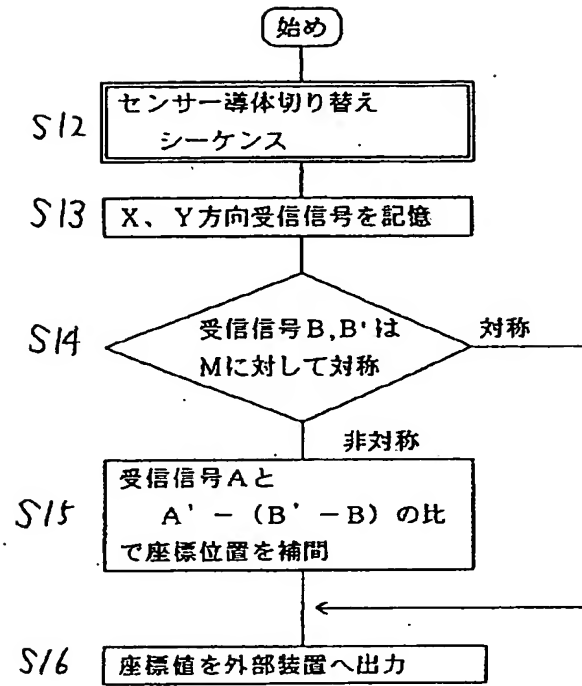 始め
S12
センサー導体切り替え
シーケンス
S13
X、Y方向受信信号を記憶
S14
受信信号B,B'は
Mに対して対称
対称
非対称
S15
受信信号Aと
A'－(B'－B)の比
で座標位置を補間
S16
座標値を外部装置へ出力